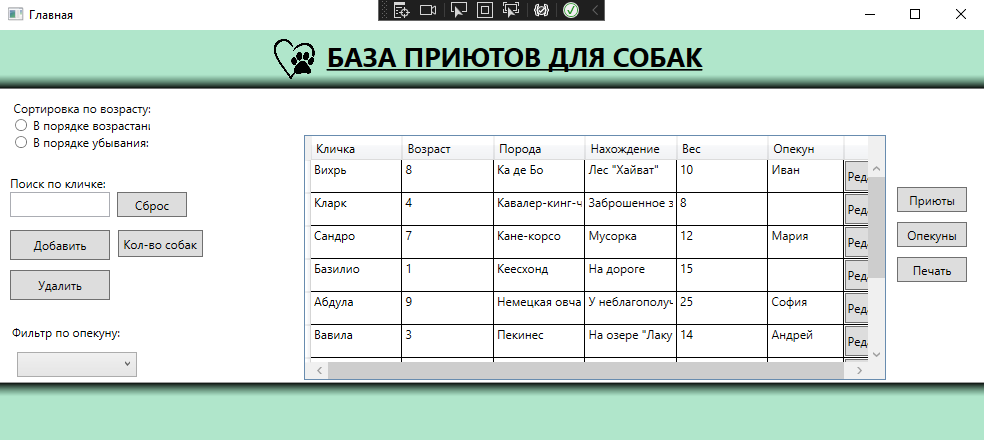 Главная
БАЗА ПРИЮТОВ ДЛЯ СОБАК
Сортировка по возрасту:
В порядке возрастани
В порядке убывания:
Поиск по кличке:
Сброс
Добавить Кол-во собак
Удалить
Фильтр по опекуну:
Кличка Возраст Порода Нахождение Вес Опекун
Вихрь 8 Ка де Бо Лес "Хайват" 10 Иван Ред
Кларк 4 Кавалер-кинг-ч Заброшенное з 8 Ред
Сандро 7 Кане-корсо Мусорка 12 Мария Ред
Базилио 1 Кеесхонд На дороге 15 Ред
Абдула 9 Немецкая овча У неблагополуч 25 София Ред
Вавила 3 Пекинес На озере "Лаку 14 Андрей Ред
Приюты
Опекуны
Печать